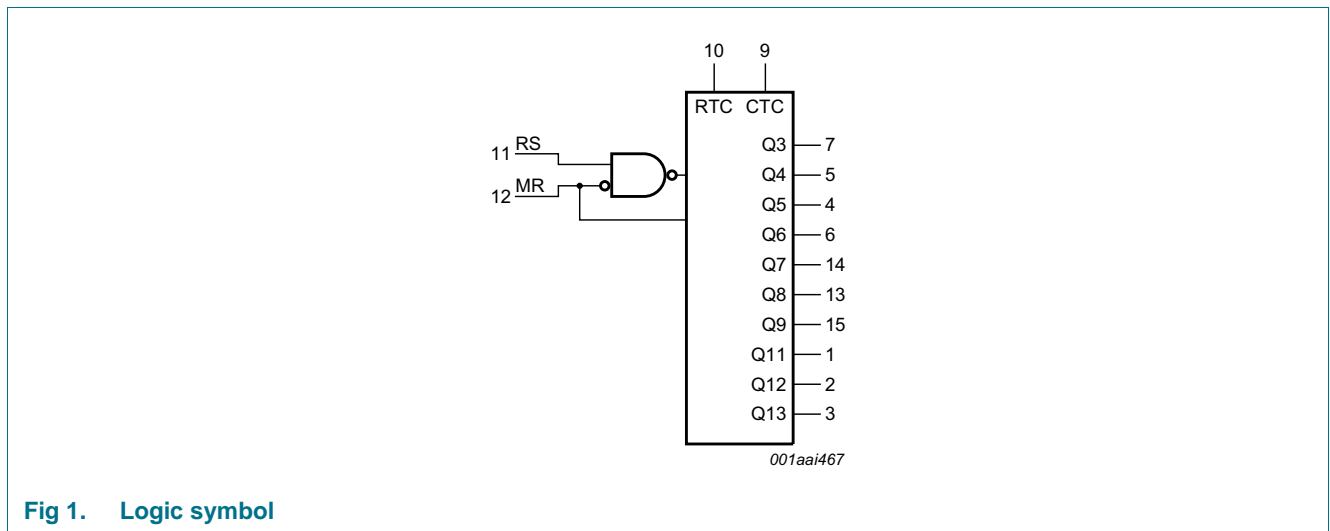 10 9
RTC CTC
Q3 7
11 RS
Q4 5
12 MR
Q5 4
Q6 6
Q7 14
Q8 13
Q9 15
Q11 1
Q12 2
Q13 3
001aai467
Fig 1. Logic symbol